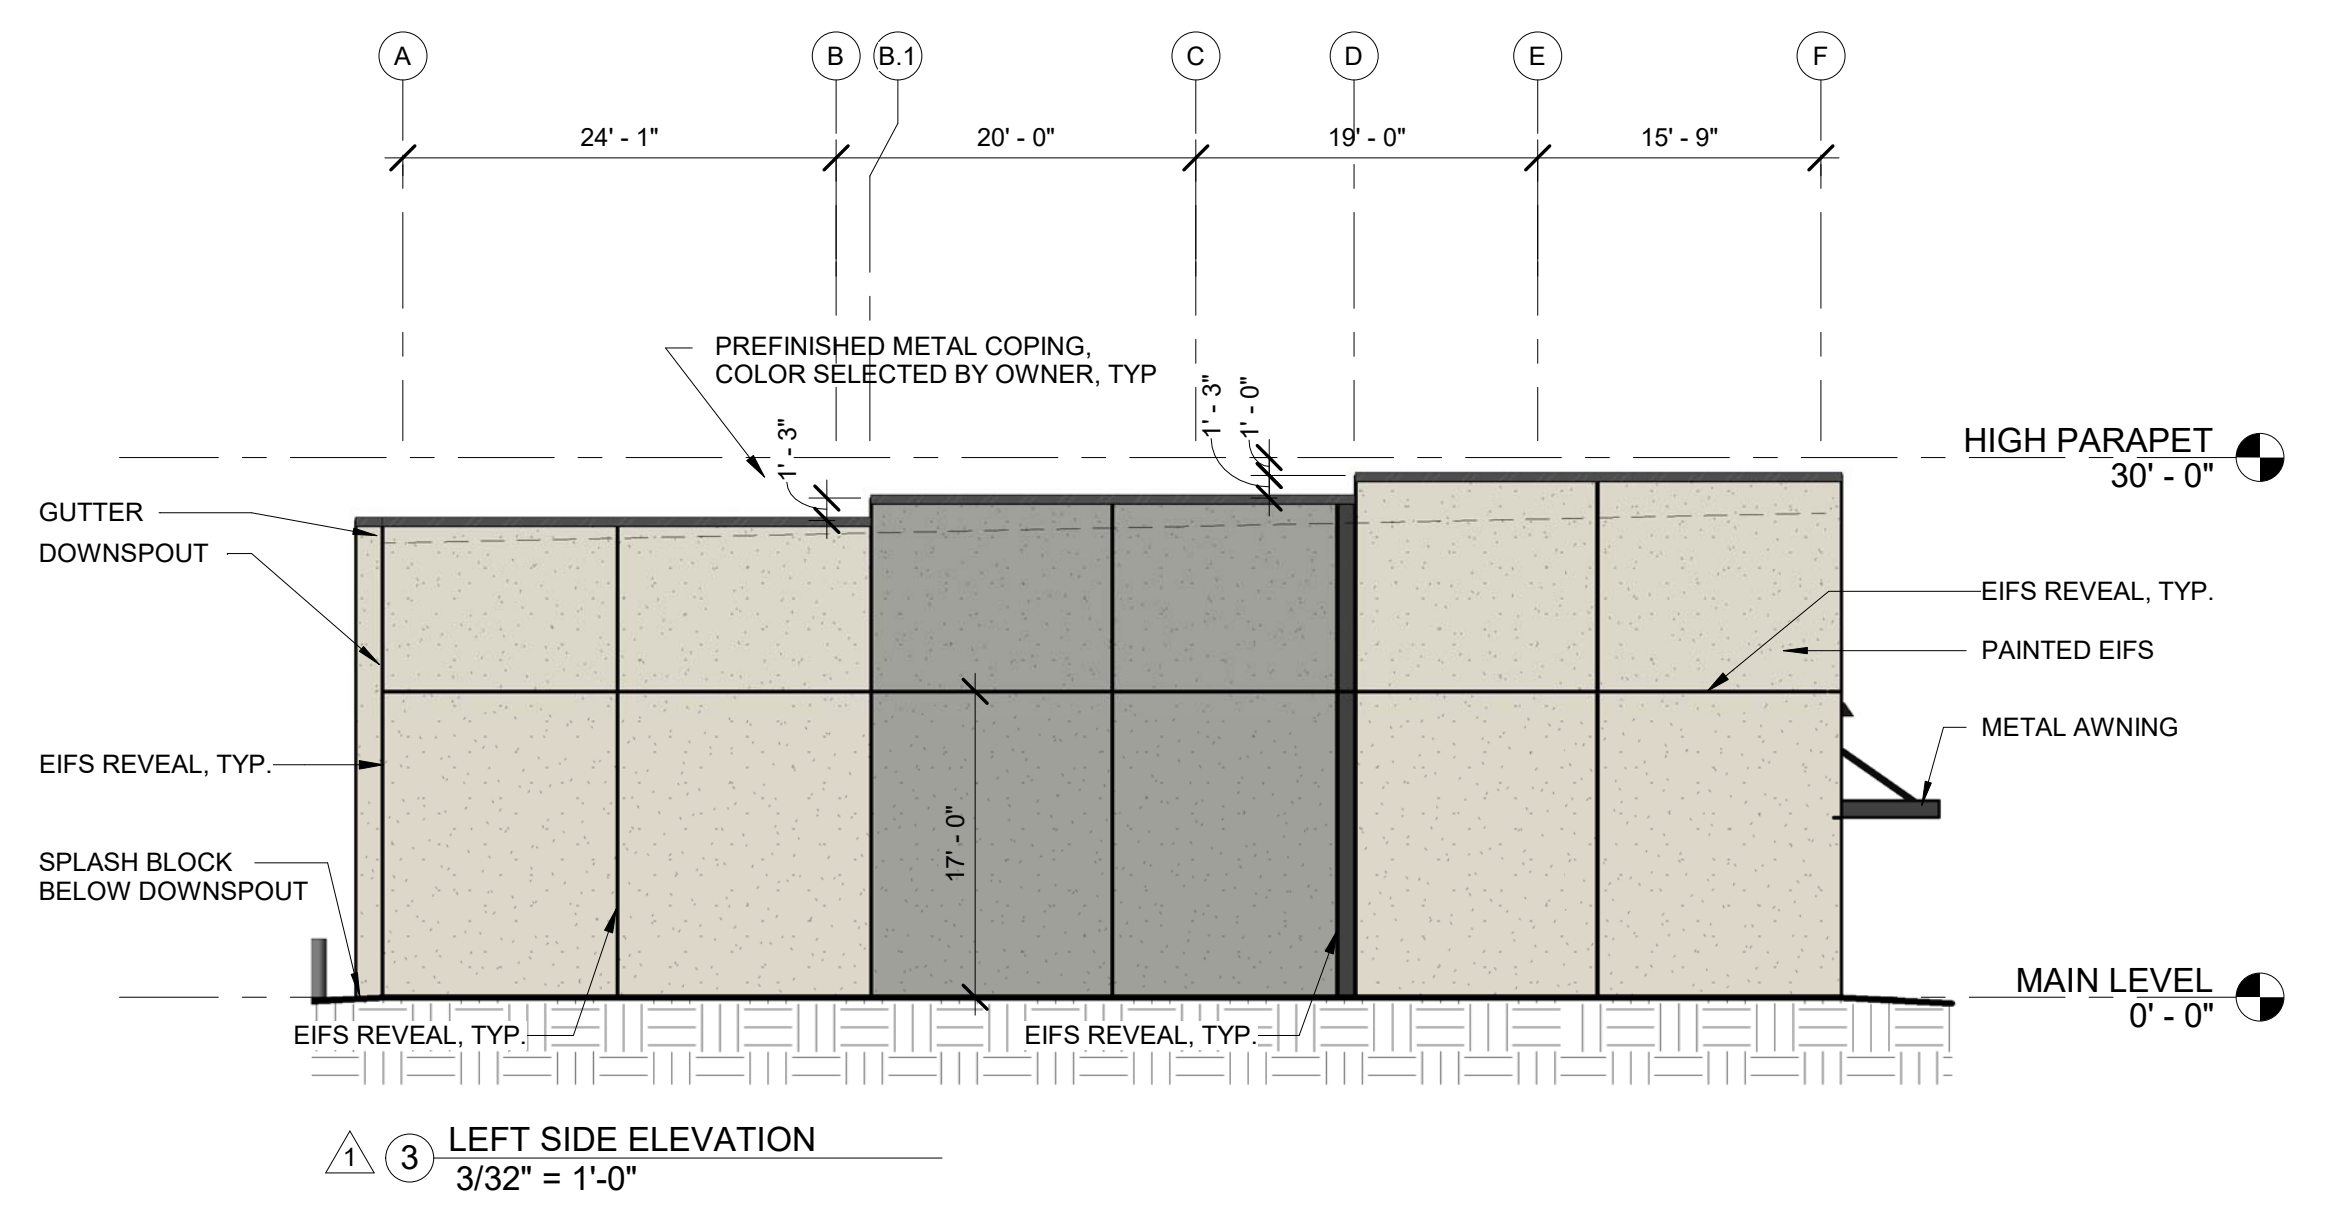 A
B
B.1
C
D
E
F
24' - 1"
20' - 0"
19' - 0"
15' - 9"
PREFINISHED METAL COPING,
COLOR SELECTED BY OWNER, TYP
1' - 3"
1' - 3"
1' - 0"
HIGH PARAPET
30' - 0"
GUTTER
DOWNSPOUT
EIFS REVEAL, TYP.
PAINTED EIFS
METAL AWNING
EIFS REVEAL, TYP.
17' - 0"
SPLASH BLOCK
BELOW DOWNSPOUT
MAIN LEVEL
0' - 0"
EIFS REVEAL, TYP.
EIFS REVEAL, TYP.
1
3
LEFT SIDE ELEVATION
3/32" = 1'-0"